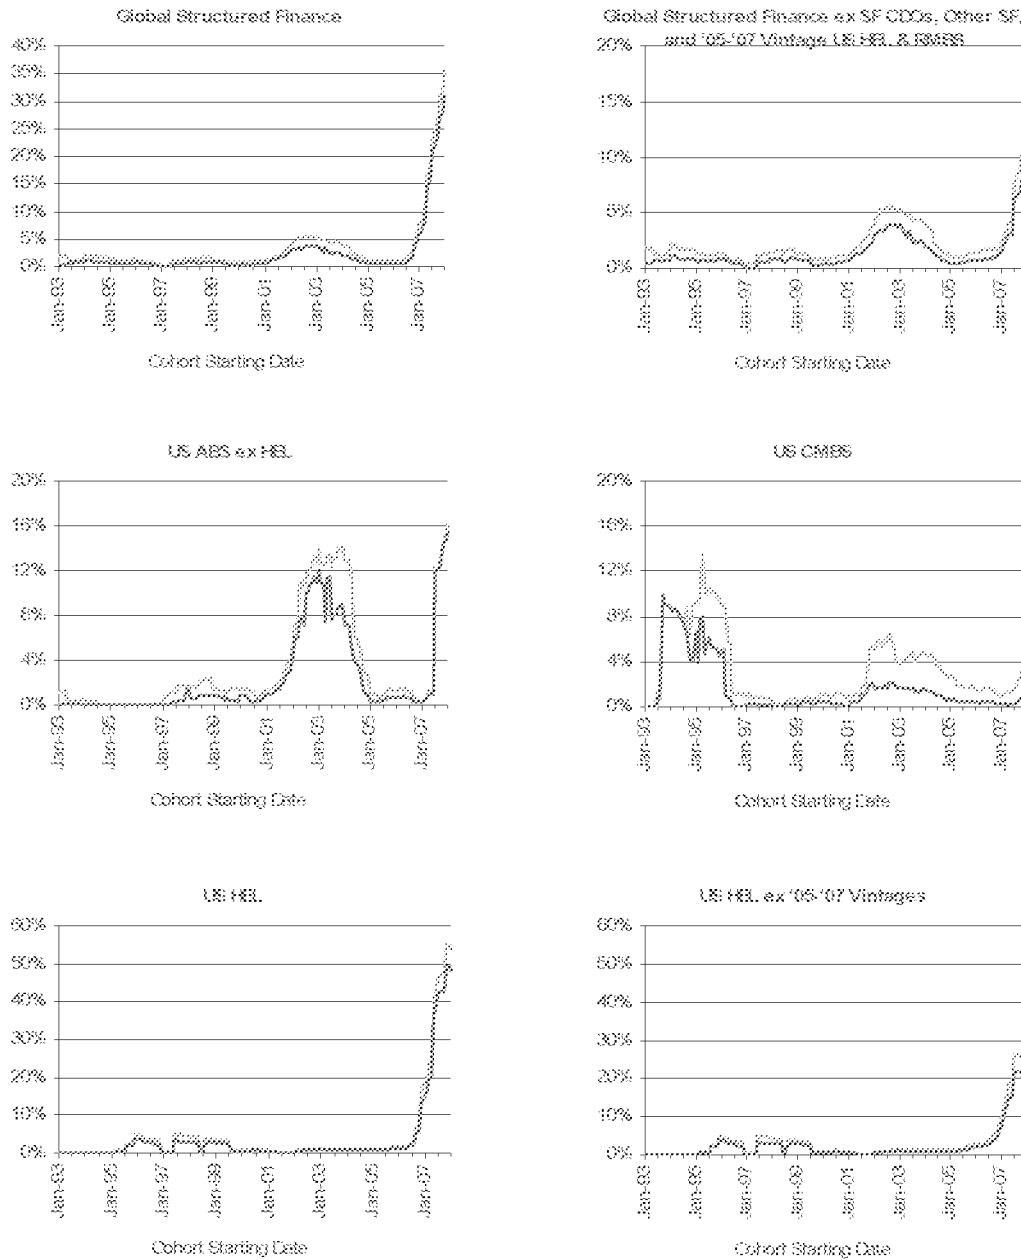 Global Structured Finance
40%
35%
30%
25%
20%
15%
10%
5%
0%
Jan-93
Jan-95
Jan-97
Jan-99
Jan-01
Jan-03
Jan-05
Jan-07
Cohort Starting Date
Global Structured Finance ex SF CDOs, Other SF,
and '05-'07 Vintage US HEL & RMBS
20%
15%
10%
5%
0%
Jan-93
Jan-95
Jan-97
Jan-99
Jan-01
Jan-03
Jan-05
Jan-07
Cohort Starting Date
US ABS ex HEL
20%
16%
12%
8%
4%
0%
Jan-93
Jan-95
Jan-97
Jan-99
Jan-01
Jan-03
Jan-05
Jan-07
Cohort Starting Date
US CMBS
20%
16%
12%
8%
4%
0%
Jan-93
Jan-95
Jan-97
Jan-99
Jan-01
Jan-03
Jan-05
Jan-07
Cohort Starting Date
US HEL
60%
50%
40%
30%
20%
10%
0%
Jan-93
Jan-95
Jan-97
Jan-99
Jan-01
Jan-03
Jan-05
Jan-07
Cohort Starting Date
US HEL ex '05-'07 Vintages
60%
50%
40%
30%
20%
10%
0%
Jan-93
Jan-95
Jan-97
Jan-99
Jan-01
Jan-03
Jan-05
Jan-07
Cohort Starting Date